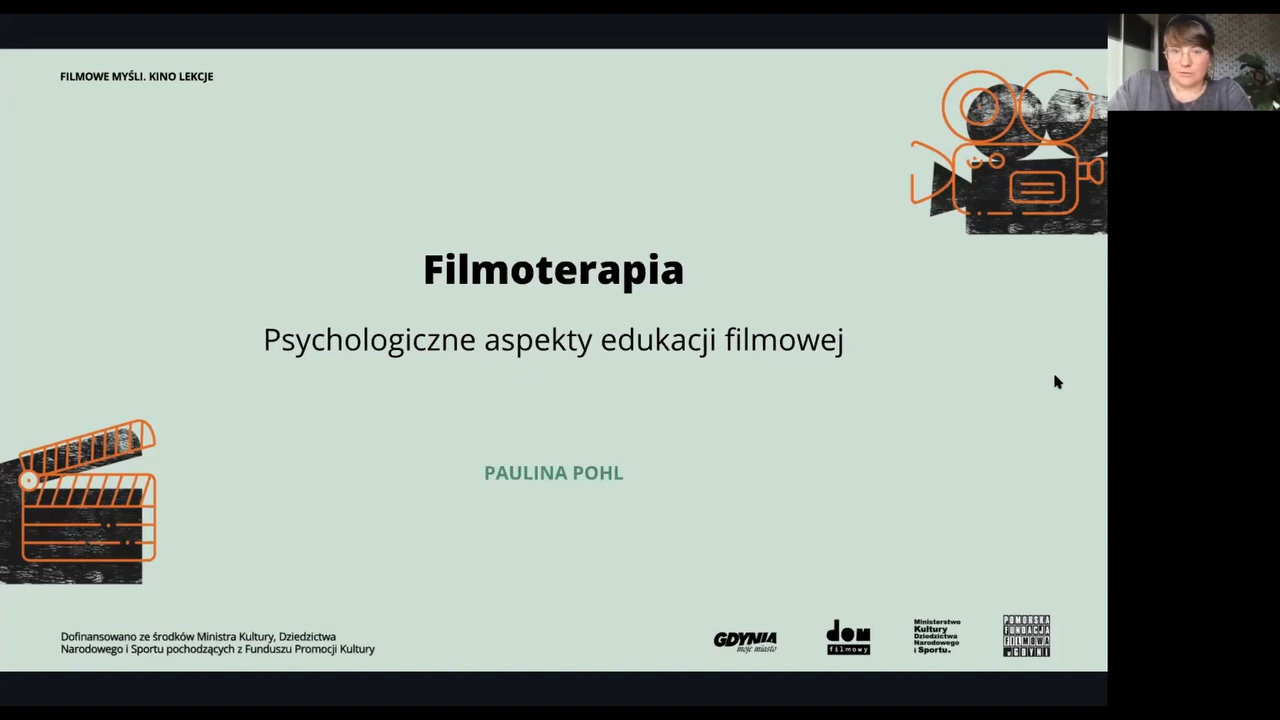 FILMOWE MYŚLI. KINO LEKCJE
Filmoterapia
Psychologiczne aspekty edukacji filmowej
PAULINA POHL
Dofinansowano ze środków Ministra Kultury, Dziedzictwa
Narodowego i Sportu pochodzących z Funduszu Promocji Kultury
GDYNIA
moje miasto
dom
filmowy
Ministerstwo
Kultury
Dziedzictwa
Narodowego
i Sportu.
POMORSKA
FUNDACJA
FILMOWA
w GDYNI